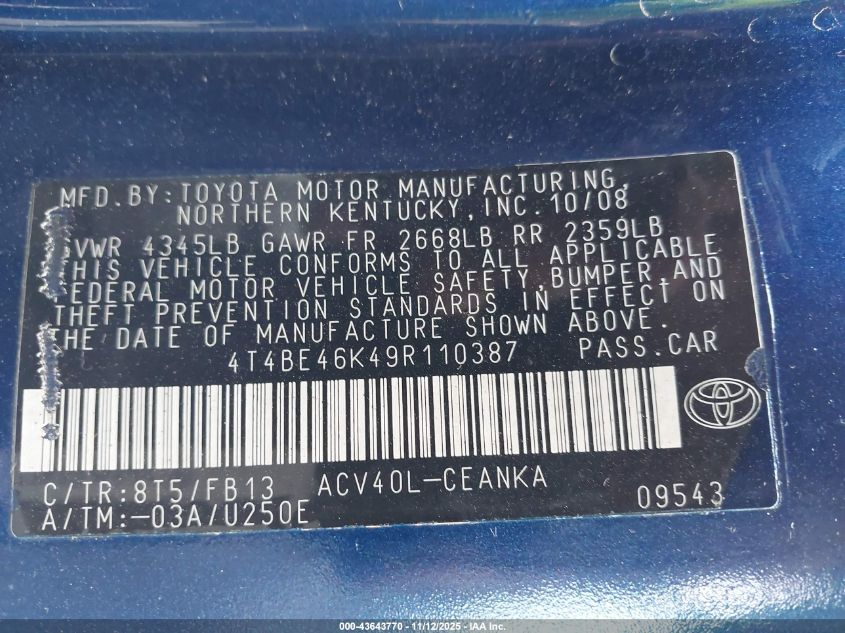 MFD. BY: TOYOTA MOTOR MANUFACTURING,
NORTHERN KENTUCKY, INC. 10/08
GVWR 4345LB GAWR FR 2668LB RR 2359LB
THIS VEHICLE CONFORMS TO ALL APPLICABLE
FEDERAL MOTOR VEHICLE SAFETY, BUMPER, AND
THEFT PREVENTION STANDARDS IN EFFECT ON
THE DATE OF MANUFACTURE SHOWN ABOVE.
4T4BE46K49R110387 PASS. CAR
C/TR: 8T5/FB13 ACV40L-CEANKA
A/TM: -03A/U250E 09543
000-43643770 - 11/12/2025 - IAA Inc.